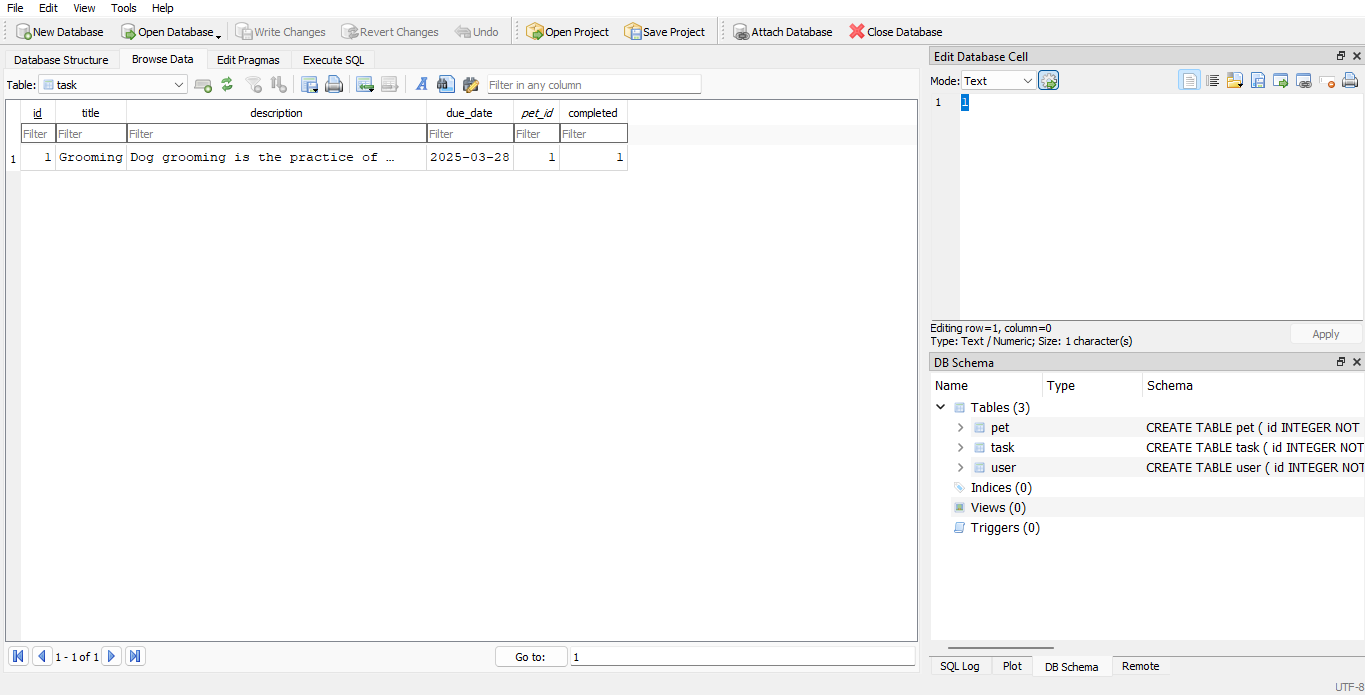 File Edit View Tools Help
New Database Open Database Write Changes Revert Changes Undo Open Project Save Project Attach Database Close Database
Database Structure Browse Data Edit Pragmas Execute SQL
Table: task Filter in any column
id title description due_date pet_id completed
Filter Filter Filter Filter Filter Filter
1 1 Grooming Dog grooming is the practice of … 2025-03-28 1 1
1 - 1 of 1 Go to: 1
Edit Database Cell
Mode: Text
1 1
Editing row=1, column=0
Type: Text / Numeric; Size: 1 character(s)
Apply
DB Schema
Name Type Schema
Tables (3)
pet CREATE TABLE pet ( id INTEGER NOT
task CREATE TABLE task ( id INTEGER NOT
user CREATE TABLE user ( id INTEGER NOT
Indices (0)
Views (0)
Triggers (0)
SQL Log Plot DB Schema Remote
UTF-8